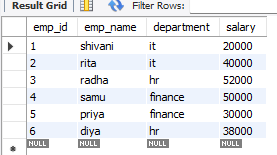 Result Grid Filter Rows:
emp_id emp_name department salary
1 shivani it 20000
2 rita it 40000
3 radha hr 52000
4 samu finance 50000
5 priya finance 30000
6 diya hr 38000
NULL NULL NULL NULL